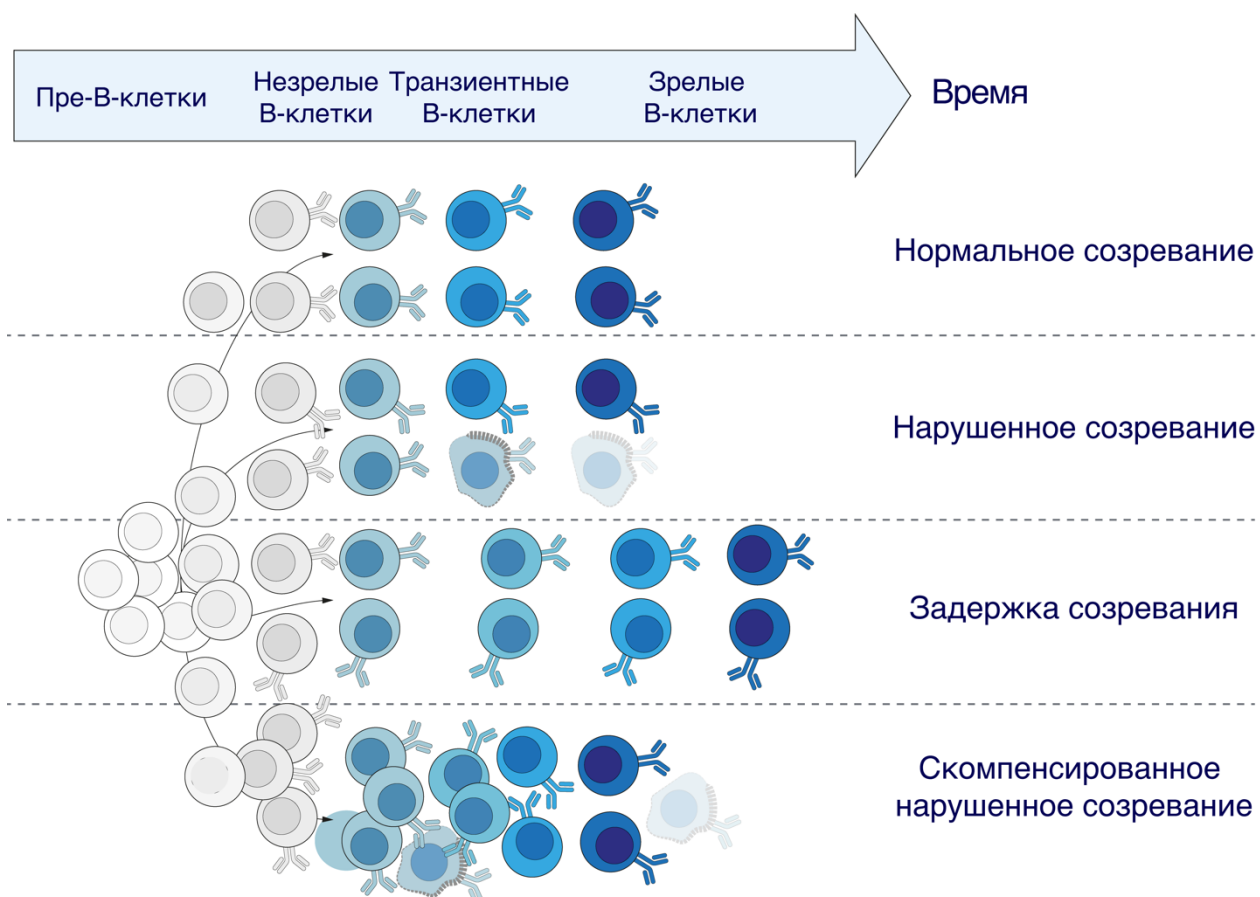 Пре-В-клетки
Незрелые
В-клетки
Транзиентные
В-клетки
Зрелые
В-клетки
Время
Нормальное созревание
Нарушенное созревание
Задержка созревания
Скомпенсированное
нарушенное созревание